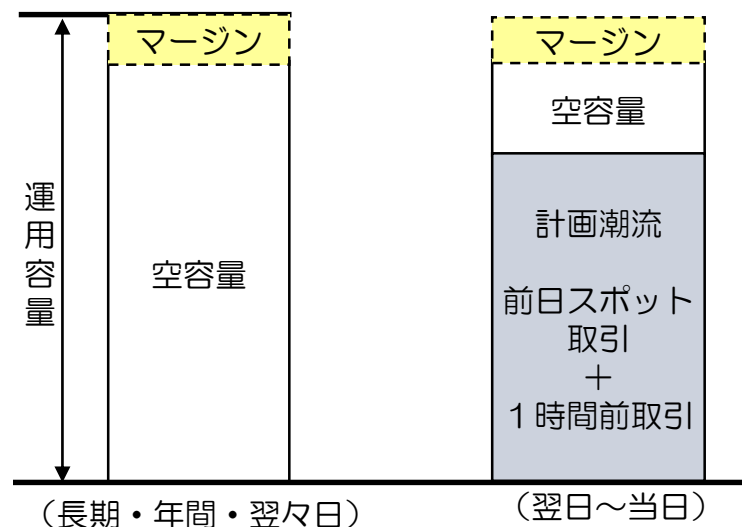 マージン
空容量
運用容量
(長期・年間・翌々日)
マージン
空容量
計画潮流
前日スポット
取引
+
1時間前取引
(翌日～当日)